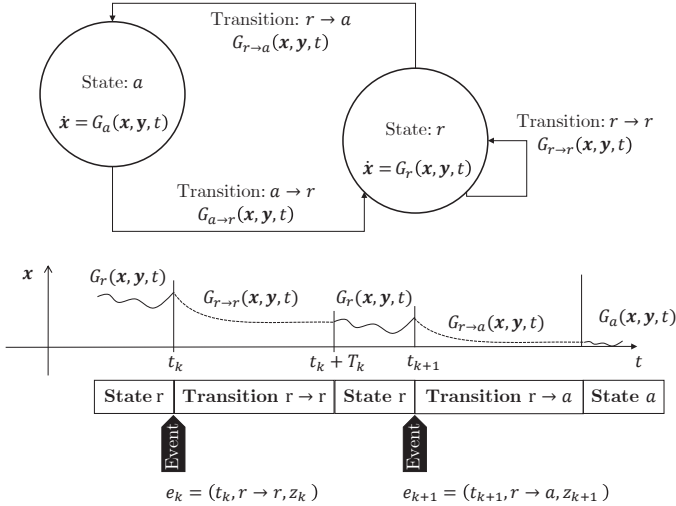 Transition: r → a
G_{r→a}(x, y, t)
State: a
ẋ = G_a(x, y, t)
State: r
ẋ = G_r(x, y, t)
Transition: r → r
G_{r→r}(x, y, t)
Transition: a → r
G_{a→r}(x, y, t)
x
G_r(x, y, t)
G_{r→r}(x, y, t)
G_r(x, y, t)
G_{r→a}(x, y, t)
G_a(x, y, t)
t_k
t_k + T_k
t_{k+1}
t
State r
Transition r → r
State r
Transition r → a
State a
Event
Event
e_k = (t_k, r → r, z_k)
e_{k+1} = (t_{k+1}, r → a, z_{k+1})